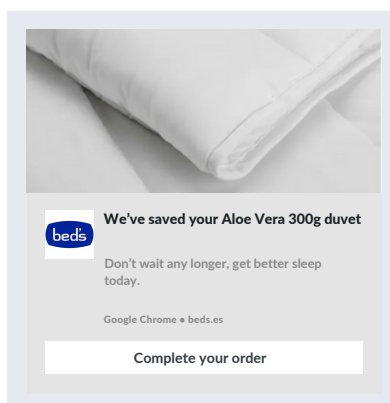 We've saved your Aloe Vera 300g duvet
bed's
Don't wait any longer, get better sleep
today.
Google Chrome • beds.es
Complete your order